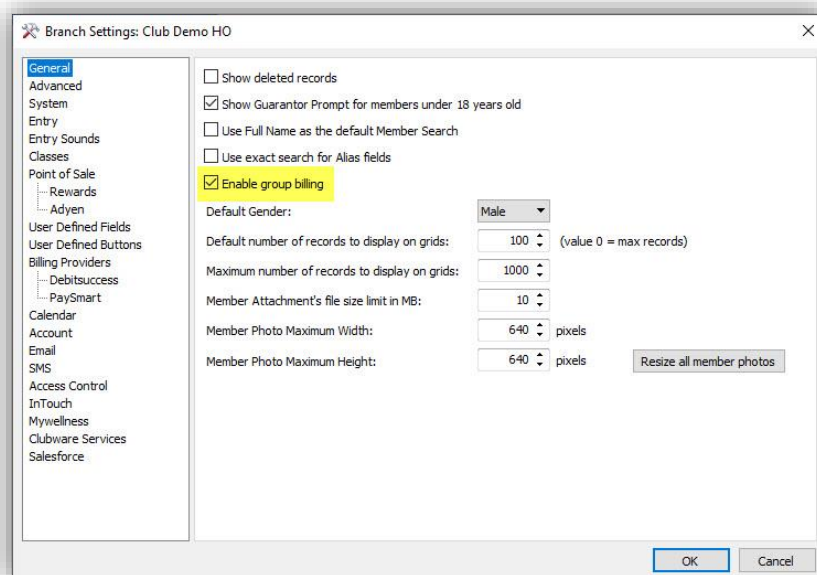 Branch Settings: Club Demo HO
General
Advanced
System
Entry
Entry Sounds
Classes
Point of Sale
Rewards
Adyen
User Defined Fields
User Defined Buttons
Billing Providers
Debitsuccess
PaySmart
Calendar
Account
Email
SMS
Access Control
InTouch
Mywellness
Clubware Services
Salesforce
Show deleted records
Show Guarantor Prompt for members under 18 years old
Use Full Name as the default Member Search
Use exact search for Alias fields
Enable group billing
Default Gender: Male
Default number of records to display on grids: 100 (value 0 = max records)
Maximum number of records to display on grids: 1000
Member Attachment's file size limit in MB: 10
Member Photo Maximum Width: 640 pixels
Member Photo Maximum Height: 640 pixels Resize all member photos
OK Cancel